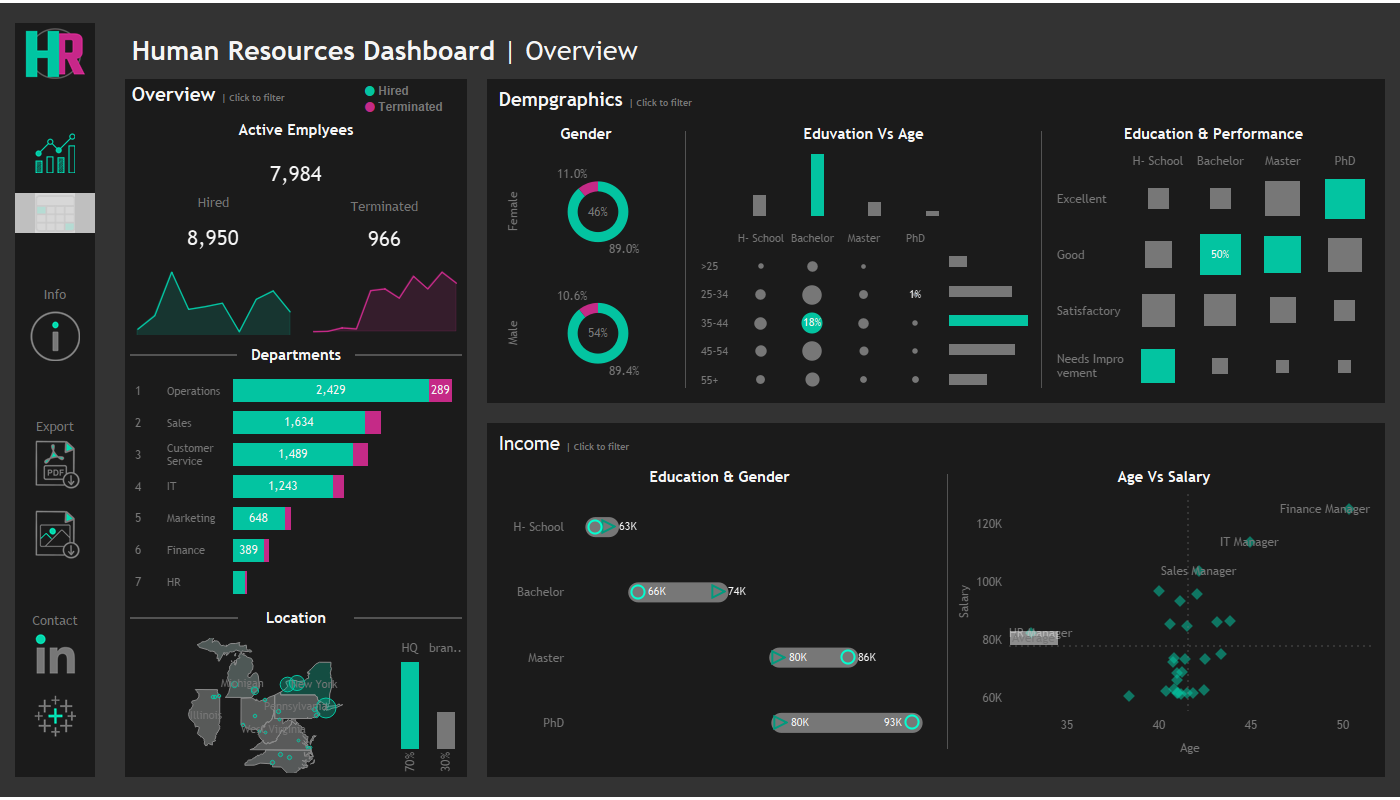 HR
Human Resources Dashboard | Overview
Overview | Click to filter
Hired
Terminated
Active Emplyees
7,984
Hired
Terminated
8,950
966
Departments
1 Operations 2,429 289
2 Sales 1,634
3 Customer Service 1,489
4 IT 1,243
5 Marketing 648
6 Finance 389
7 HR
Location
HQ bran..
Michigan
New York
Illinois
Pennsylvania
West Virginia
70% 30%
Info
Export
PDF
Contact
in
Dempgraphics | Click to filter
Gender
Female
11.0%
46%
89.0%
Male
10.6%
54%
89.4%
Eduvation Vs Age
H- School Bachelor Master PhD
>25
25-34 1%
35-44 18%
45-54
55+
Education & Performance
H- School Bachelor Master PhD
Excellent
Good 50%
Satisfactory
Needs Impro
vement
Income | Click to filter
Education & Gender
H- School 63K
Bachelor 66K 74K
Master 80K 86K
PhD 80K 93K
Age Vs Salary
Finance Manager
120K
IT Manager
Sales Manager
100K
Salary
HR Manager
80K
Average
60K
35 40 45 50
Age